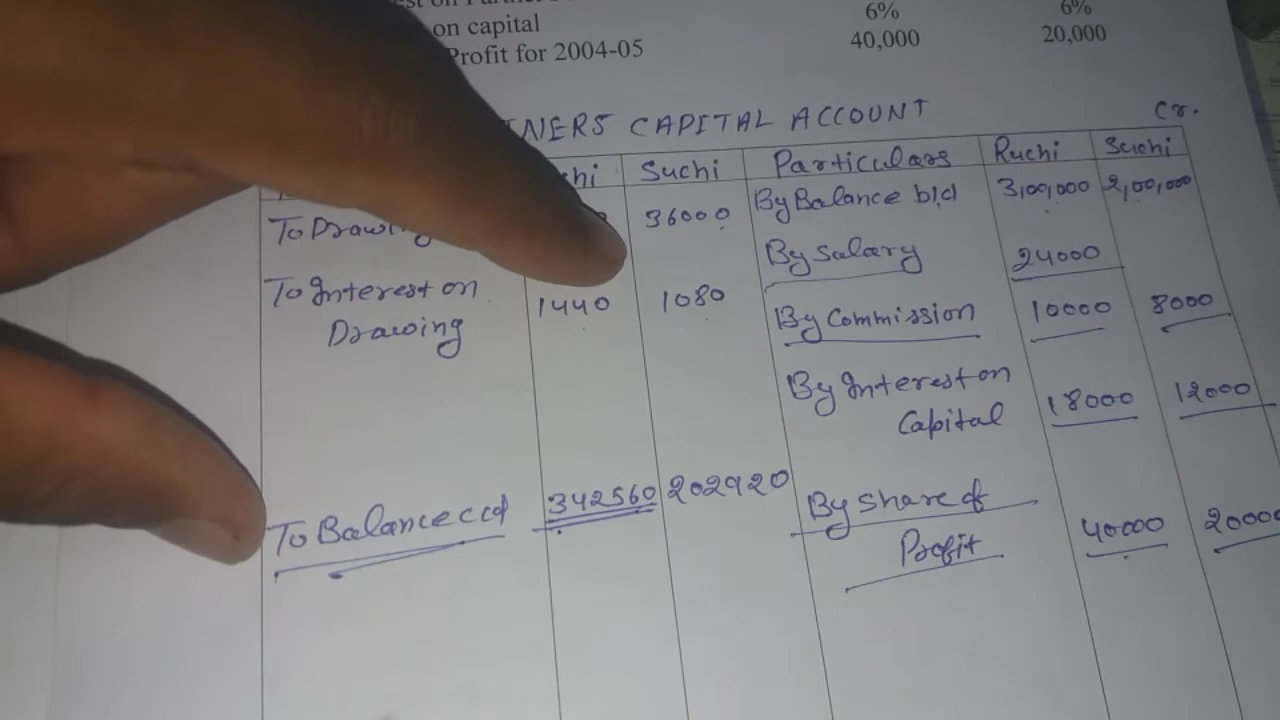 on capital 6% 6%
Profit for 2004-05 40,000 20,000
CAPITAL ACCOUNT Cr.
Suchi Particulars Ruchi Suchi
To 36000 By Balance b/d 3,00,000 2,00,000
By Salary 24000
To Interest on 1440 1080
Drawing By Commission 10000 8000
By Interest on
Capital 18000 12000
To Balance c/d 342560 202920 By Share of
Profit 40000 20000